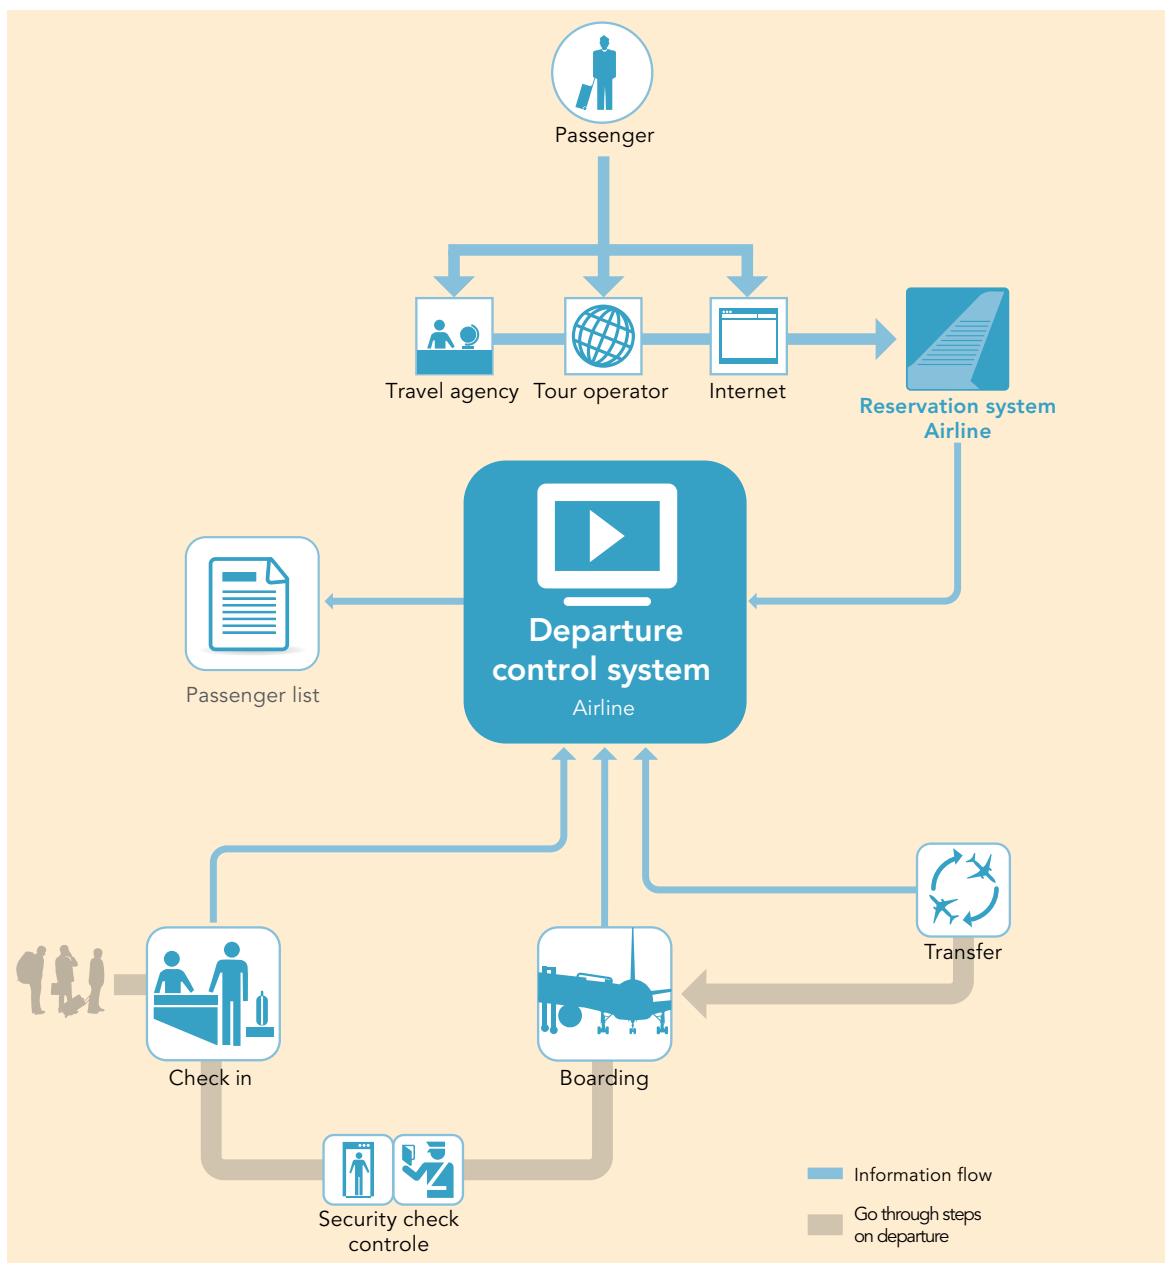 Passenger
Travel agency
Tour operator
Internet
Reservation system
Airline
Departure
control system
Airline
Passenger list
Transfer
Check in
Boarding
Security check
controle
Information flow
Go through steps
on departure